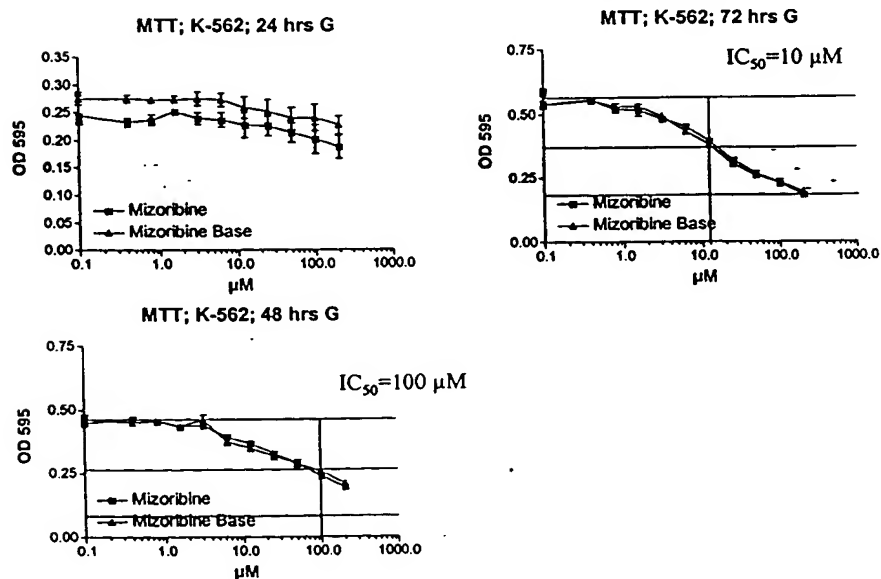 MTT; K-562; 24 hrs G
0.35
0.30
0.25
0.20
0.15
0.10
0.05
0.00
OD 595
Mizoribine
Mizoribine Base
0.1
1.0
10.0
100.0
1000.0
µM
MTT; K-562; 72 hrs G
IC50=10 µM
0.75
0.50
0.25
0.00
OD 595
Mizoribine
Mizoribine Base
0.1
1.0
10.0
100.0
1000.0
µM
MTT; K-562; 48 hrs G
IC50=100 µM
0.75
0.50
0.25
0.00
OD 595
Mizoribine
Mizoribine Base
0.1
1.0
10.0
100.0
1000.0
µM